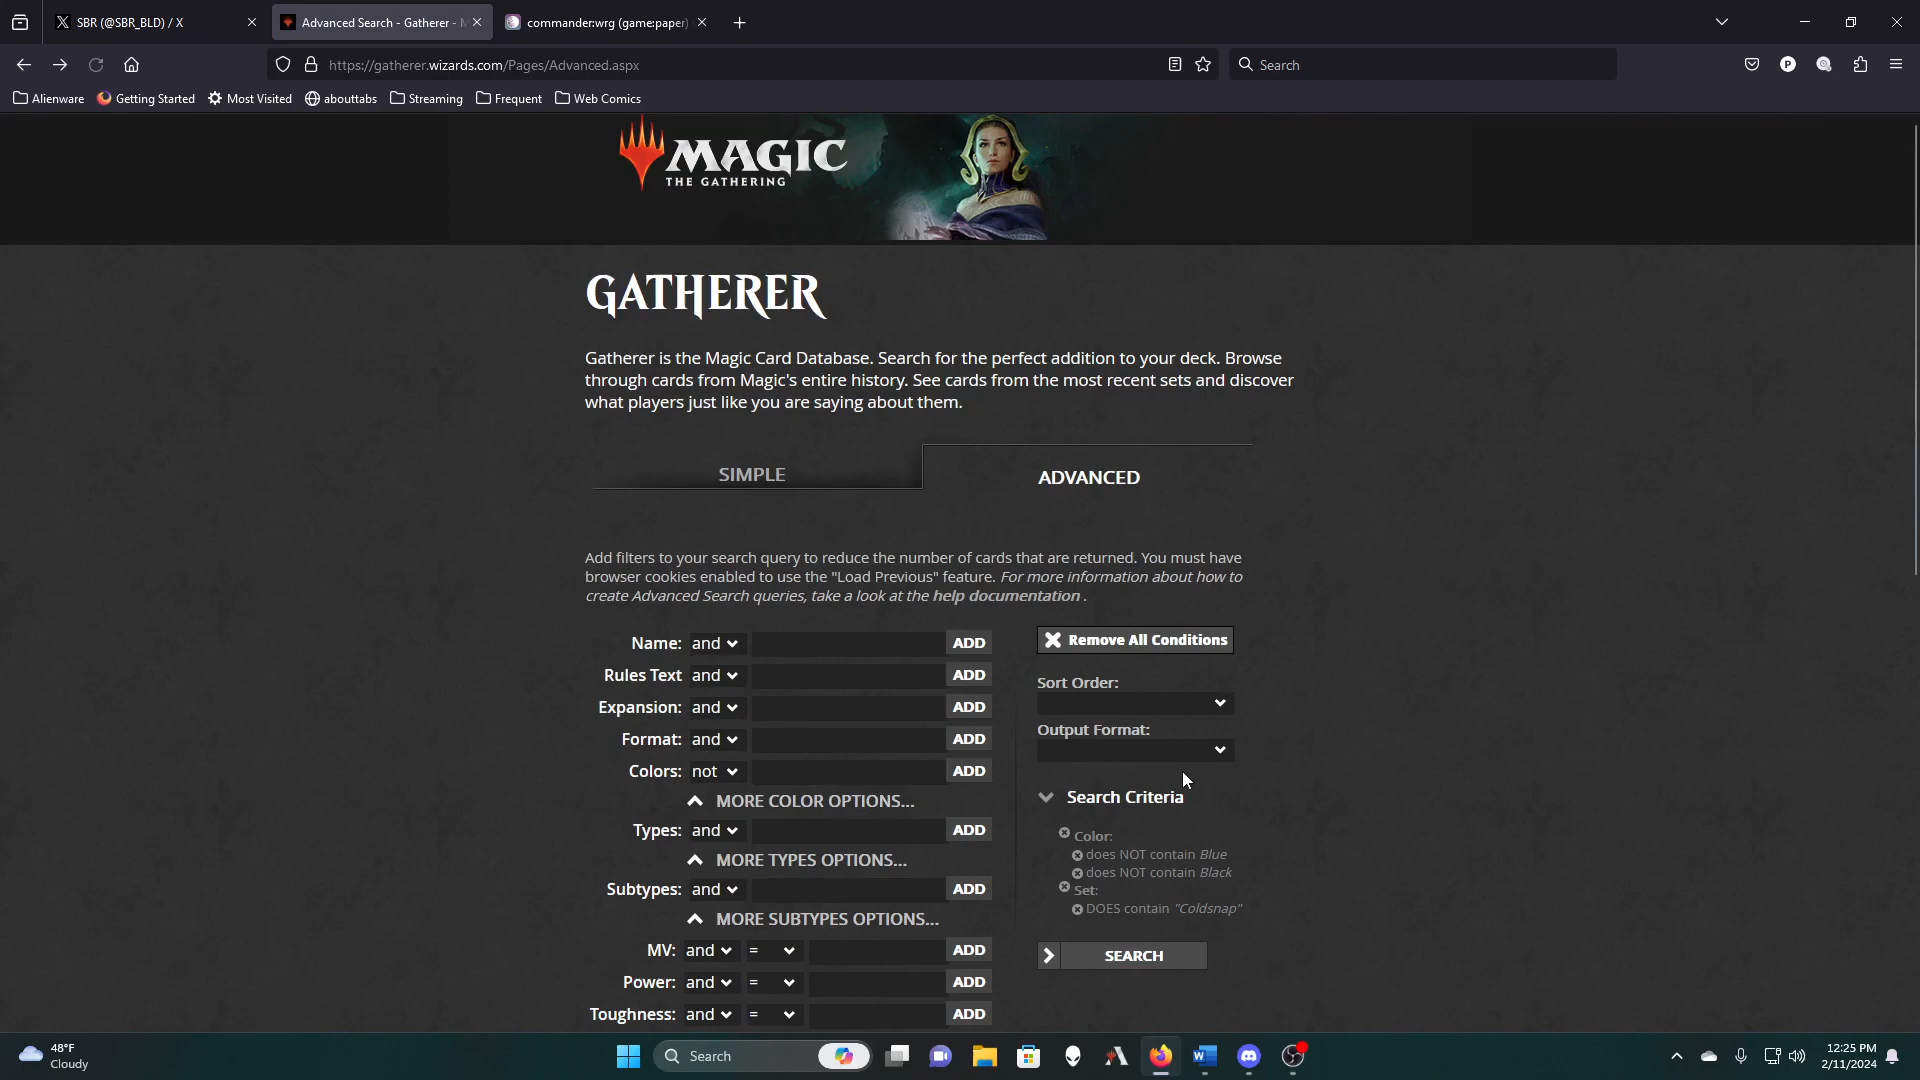 SBR (@SBR_BLD) / X
Advanced Search - Gatherer - M
commander:wrg (game:paper)
https://gatherer.wizards.com/Pages/Advanced.aspx
Search
Alienware
Getting Started
Most Visited
abouttabs
Streaming
Frequent
Web Comics
MAGIC
THE GATHERING
GATHERER
Gatherer is the Magic Card Database. Search for the perfect addition to your deck. Browse
through cards from Magic's entire history. See cards from the most recent sets and discover
what players just like you are saying about them.
SIMPLE
ADVANCED
Add filters to your search query to reduce the number of cards that are returned. You must have
browser cookies enabled to use the "Load Previous" feature. For more information about how to
create Advanced Search queries, take a look at the help documentation .
Name: and ADD
Rules Text and ADD
Expansion: and ADD
Format: and ADD
Colors: not ADD
MORE COLOR OPTIONS...
Types: and ADD
MORE TYPES OPTIONS...
Subtypes: and ADD
MORE SUBTYPES OPTIONS...
MV: and = ADD
Power: and = ADD
Toughness: and = ADD
Remove All Conditions
Sort Order:
Output Format:
Search Criteria
Color:
does NOT contain Blue
does NOT contain Black
Set:
DOES contain "Coldsnap"
SEARCH
48°F
Cloudy
Search
12:25 PM
2/11/2024